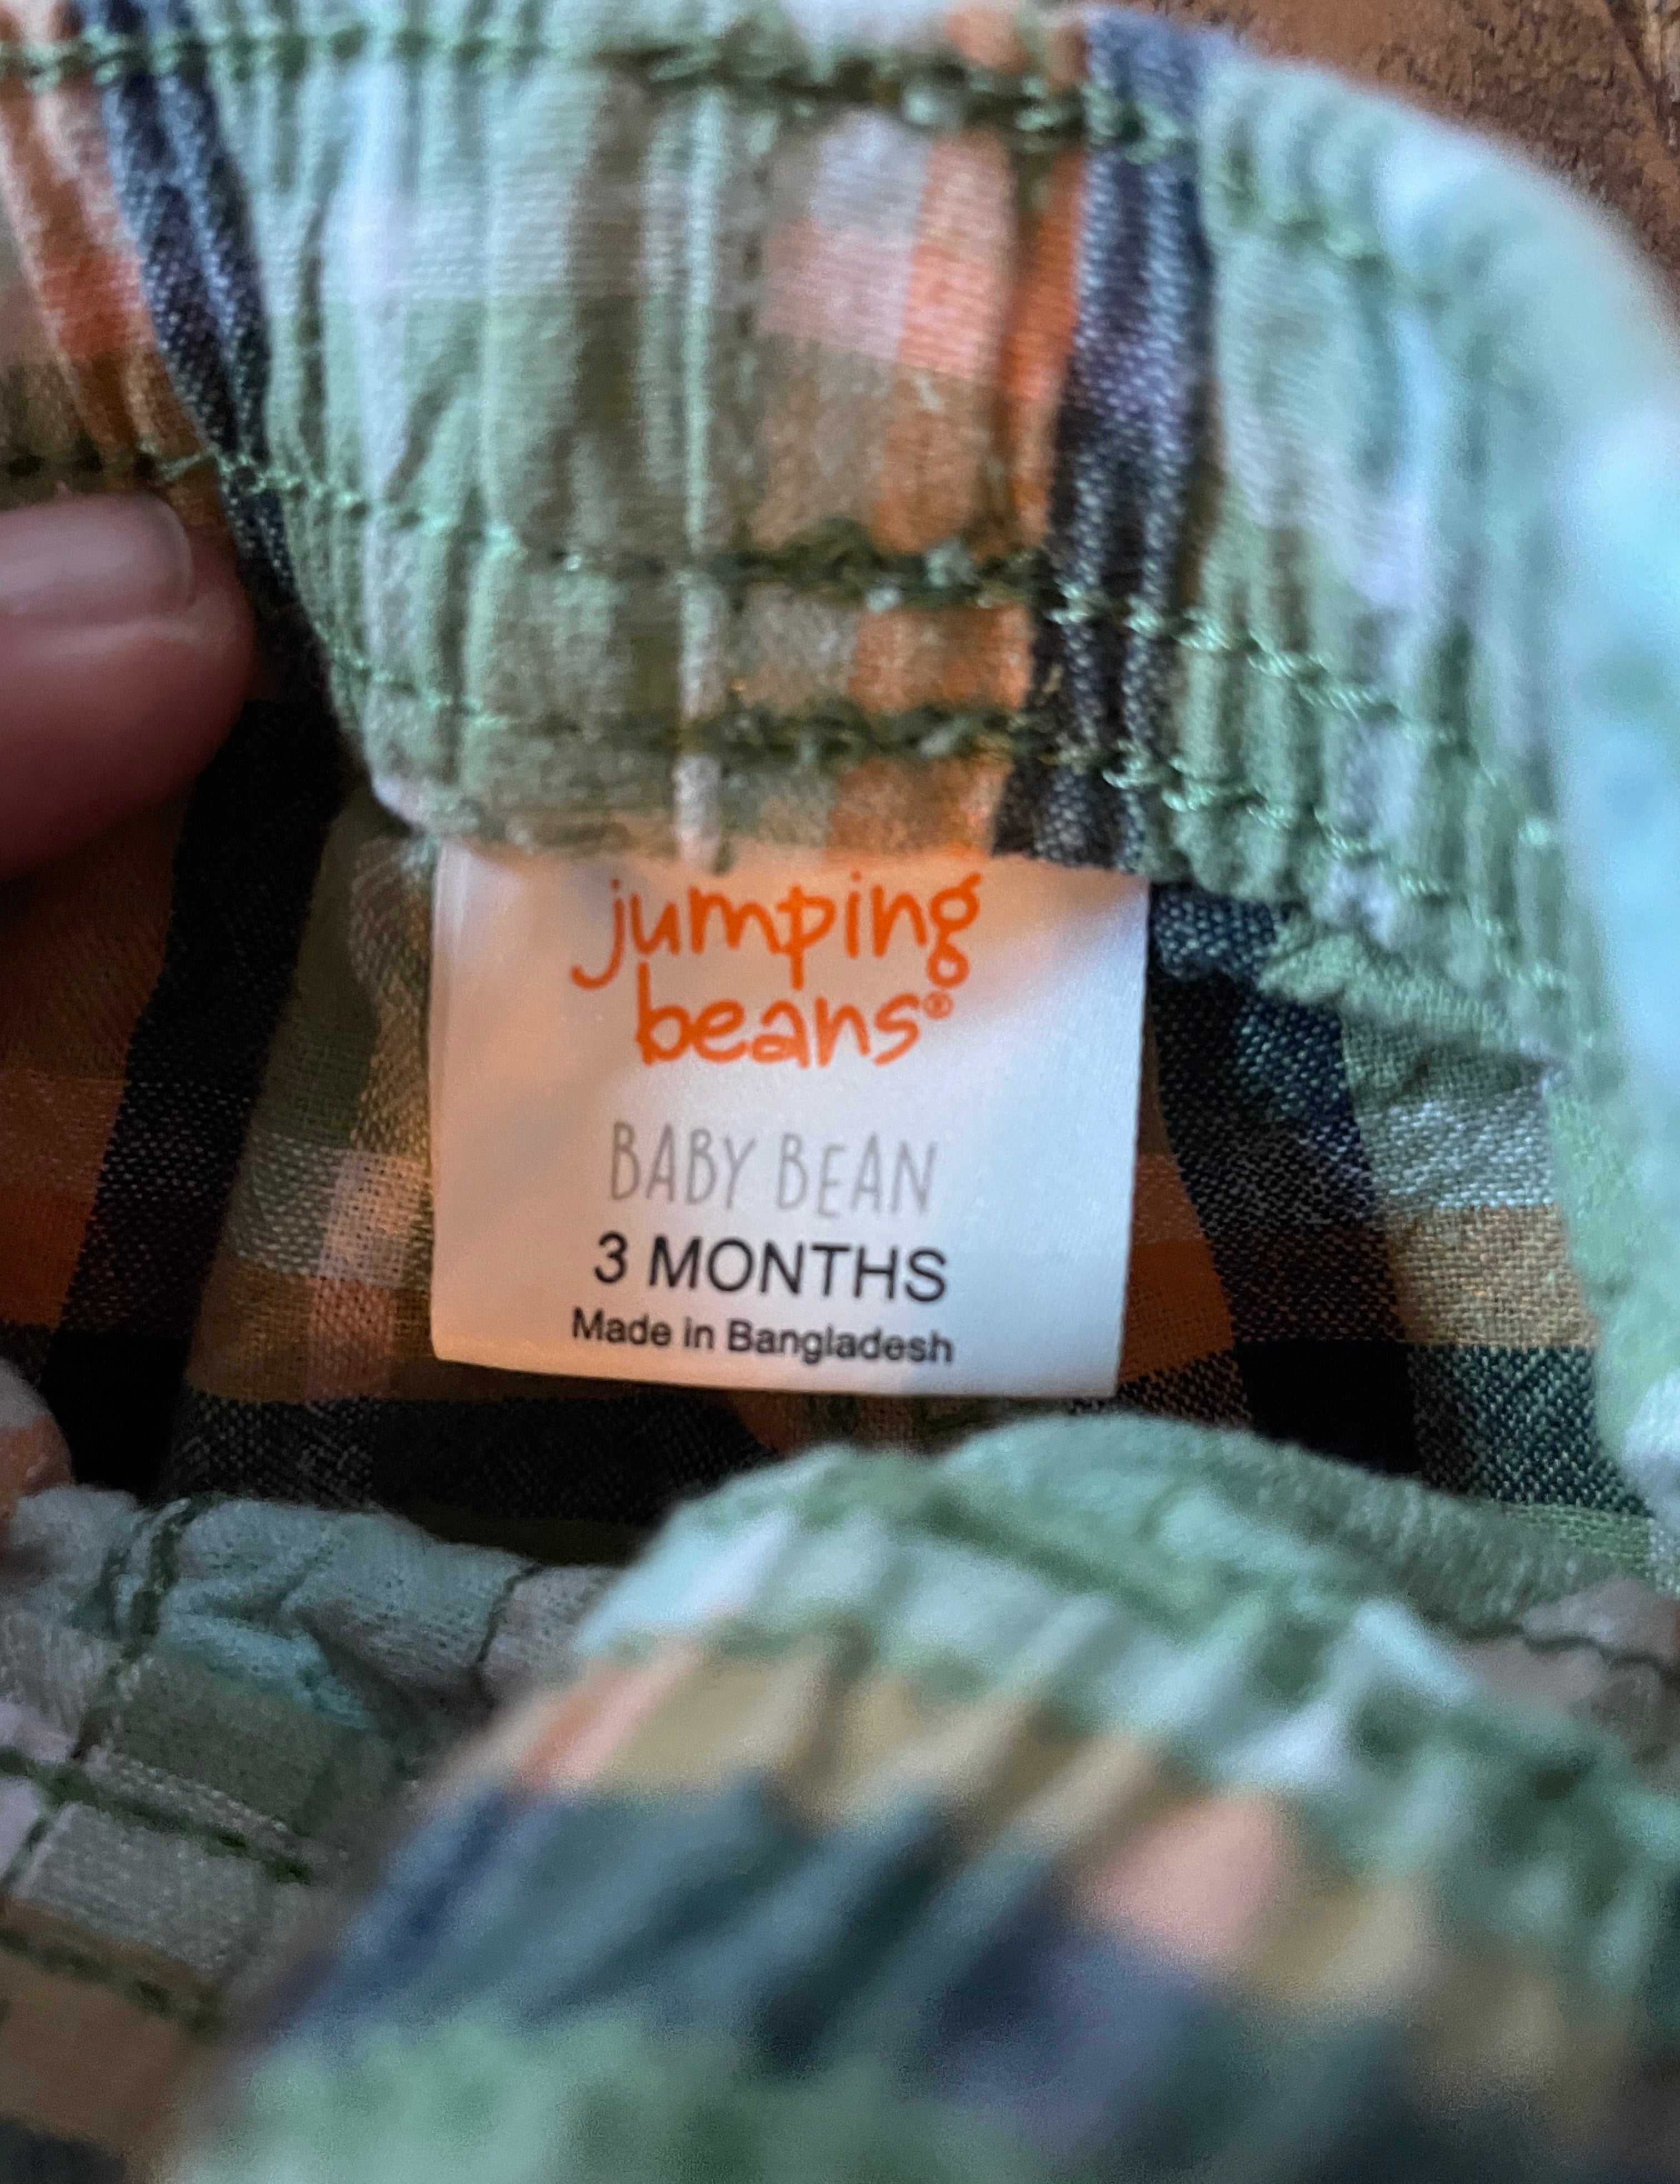 jumping
beans®
BABY BEAN
3 MONTHS
Made in Bangladesh